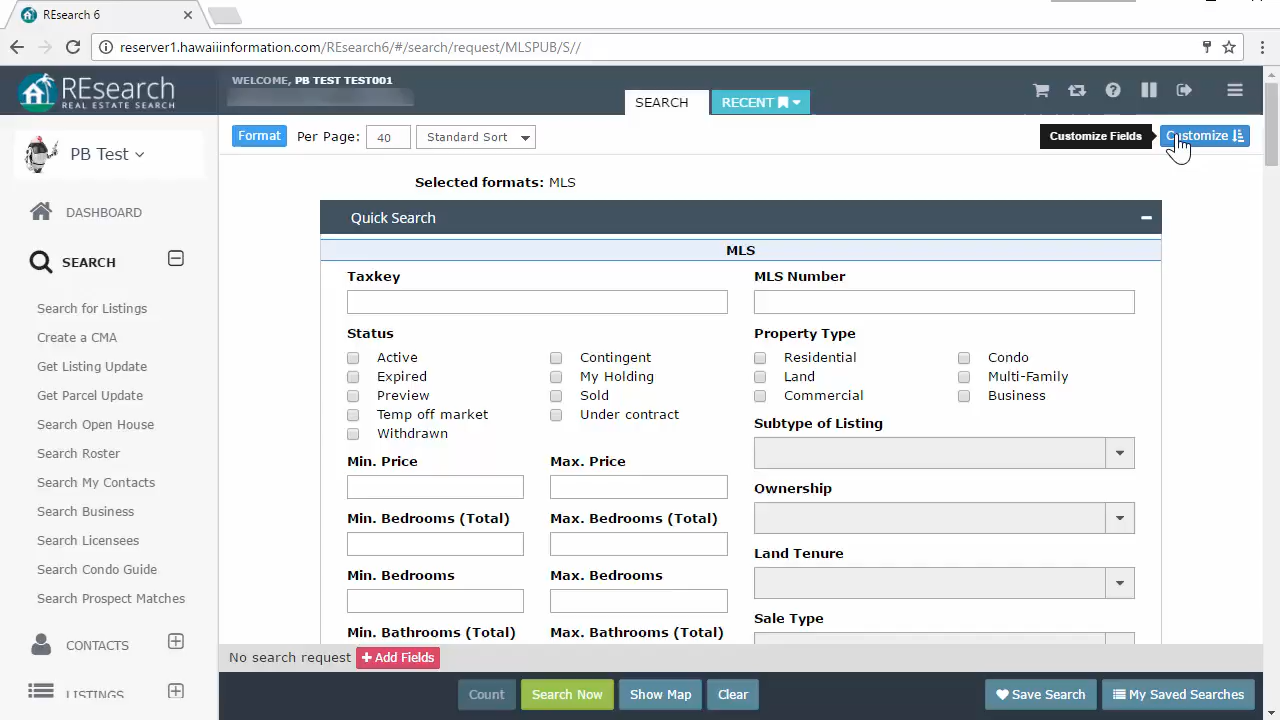 REsearch 6
reserver1.hawaiiinformation.com/REsearch6/#/search/request/MLSPUB/S//
REsearch
REAL ESTATE SEARCH
WELCOME, PB TEST TEST001
SEARCH
RECENT
Format
Per Page:
40
Standard Sort
Customize Fields
Customize
PB Test
DASHBOARD
SEARCH
Search for Listings
Create a CMA
Get Listing Update
Get Parcel Update
Search Open House
Search Roster
Search My Contacts
Search Business
Search Licensees
Search Condo Guide
Search Prospect Matches
CONTACTS
LISTINGS
Selected formats: MLS
Quick Search
MLS
Taxkey
MLS Number
Status
Active
Contingent
Expired
My Holding
Preview
Sold
Temp off market
Under contract
Withdrawn
Property Type
Residential
Condo
Land
Multi-Family
Commercial
Business
Subtype of Listing
Min. Price
Max. Price
Ownership
Min. Bedrooms (Total)
Max. Bedrooms (Total)
Land Tenure
Min. Bedrooms
Max. Bedrooms
Sale Type
Min. Bathrooms (Total)
Max. Bathrooms (Total)
No search request
Add Fields
Count
Search Now
Show Map
Clear
Save Search
My Saved Searches